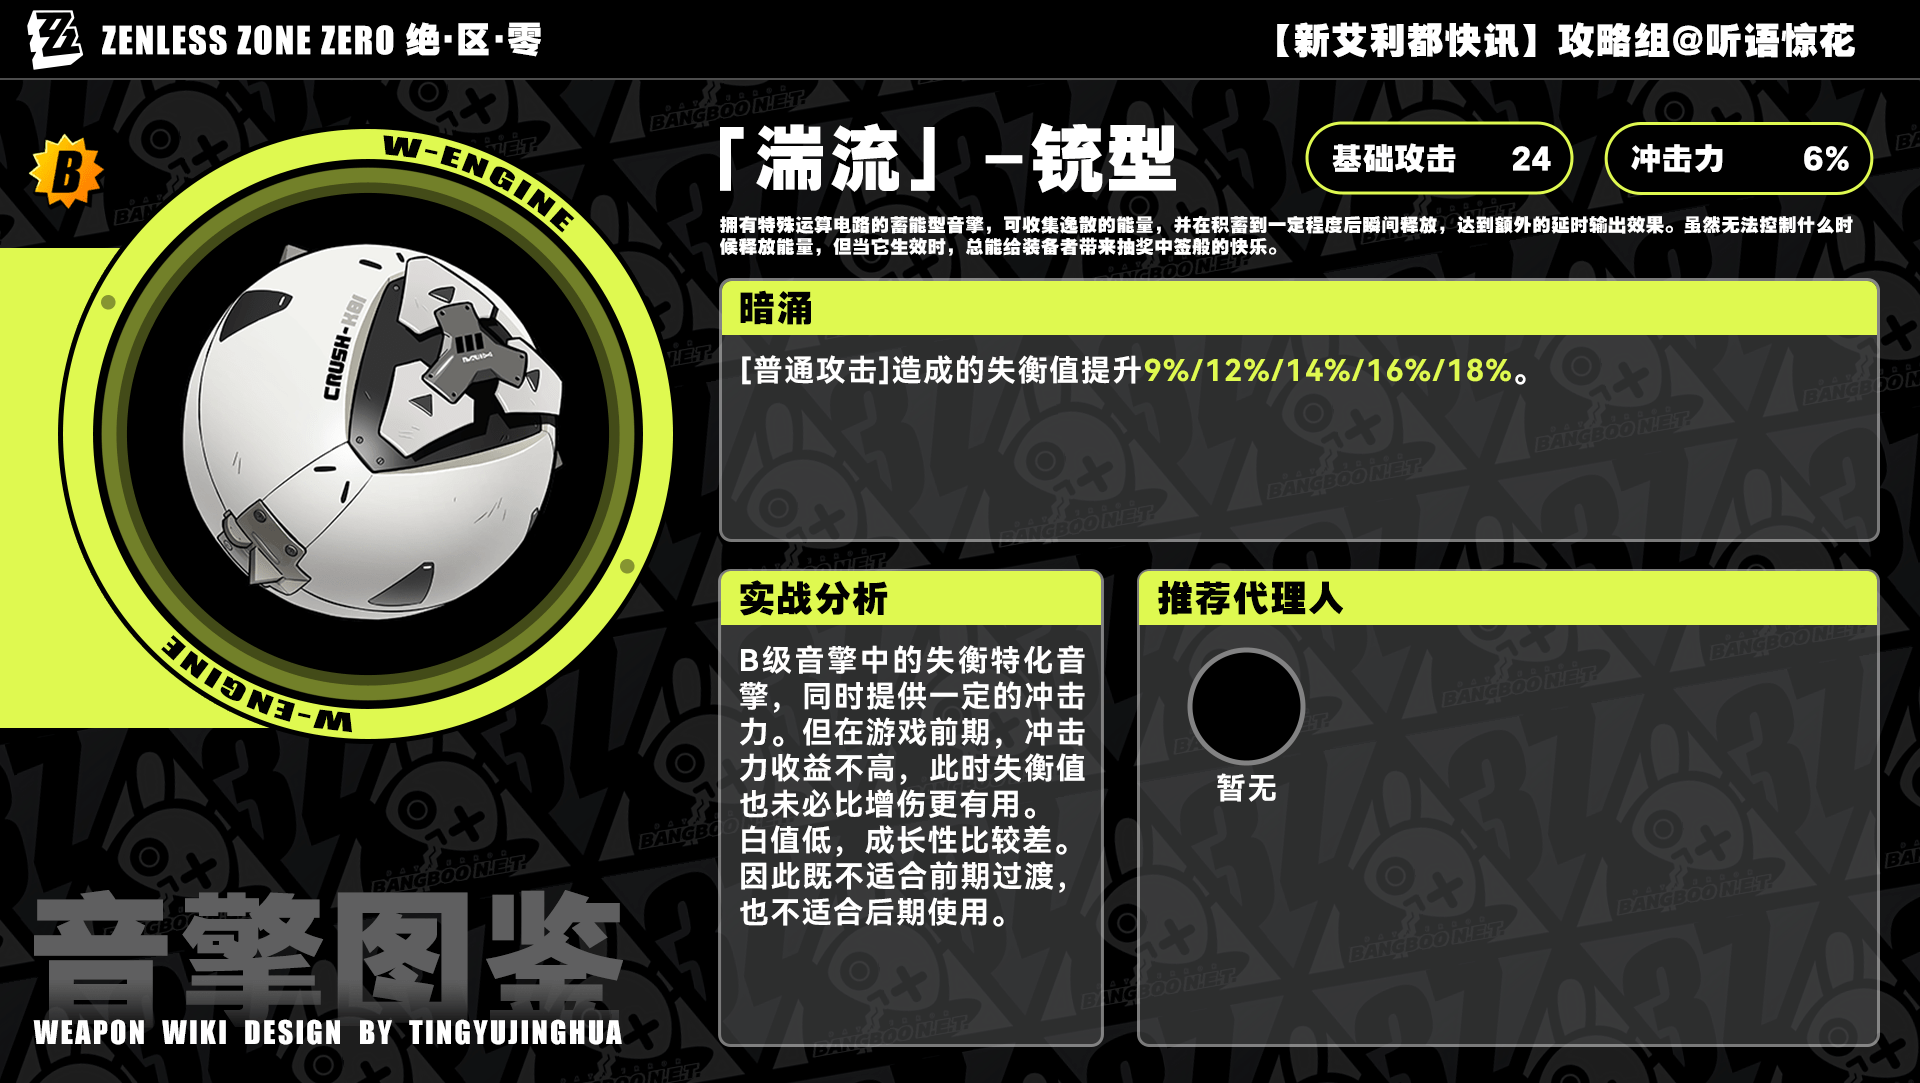 ZENLESS ZONE ZERO 绝·区·零
【新艾利都快讯】攻略组@听语惊花
B
W-ENGINE
CRUSH-X81
W-ENGINE
「湍流」-铳型
基础攻击 24
冲击力 6%
拥有特殊运算电路的蓄能型音擎，可收集逸散的能量，并在积蓄到一定程度后瞬间释放，达到额外的延时输出效果。虽然无法控制什么时
候释放能量，但当它生效时，总能给装备者带来抽奖中签般的快乐。
暗涌
[普通攻击]造成的失衡值提升9%/12%/14%/16%/18%。
实战分析
B级音擎中的失衡特化音
擎，同时提供一定的冲击
力。但在游戏前期，冲击
力收益不高，此时失衡值
也未必比增伤更有用。
白值低，成长性比较差。
因此既不适合前期过渡，
也不适合后期使用。
推荐代理人
暂无
音擎图鉴
WEAPON WIKI DESIGN BY TINGYUJINGHUA
BANGBOO N.ET.